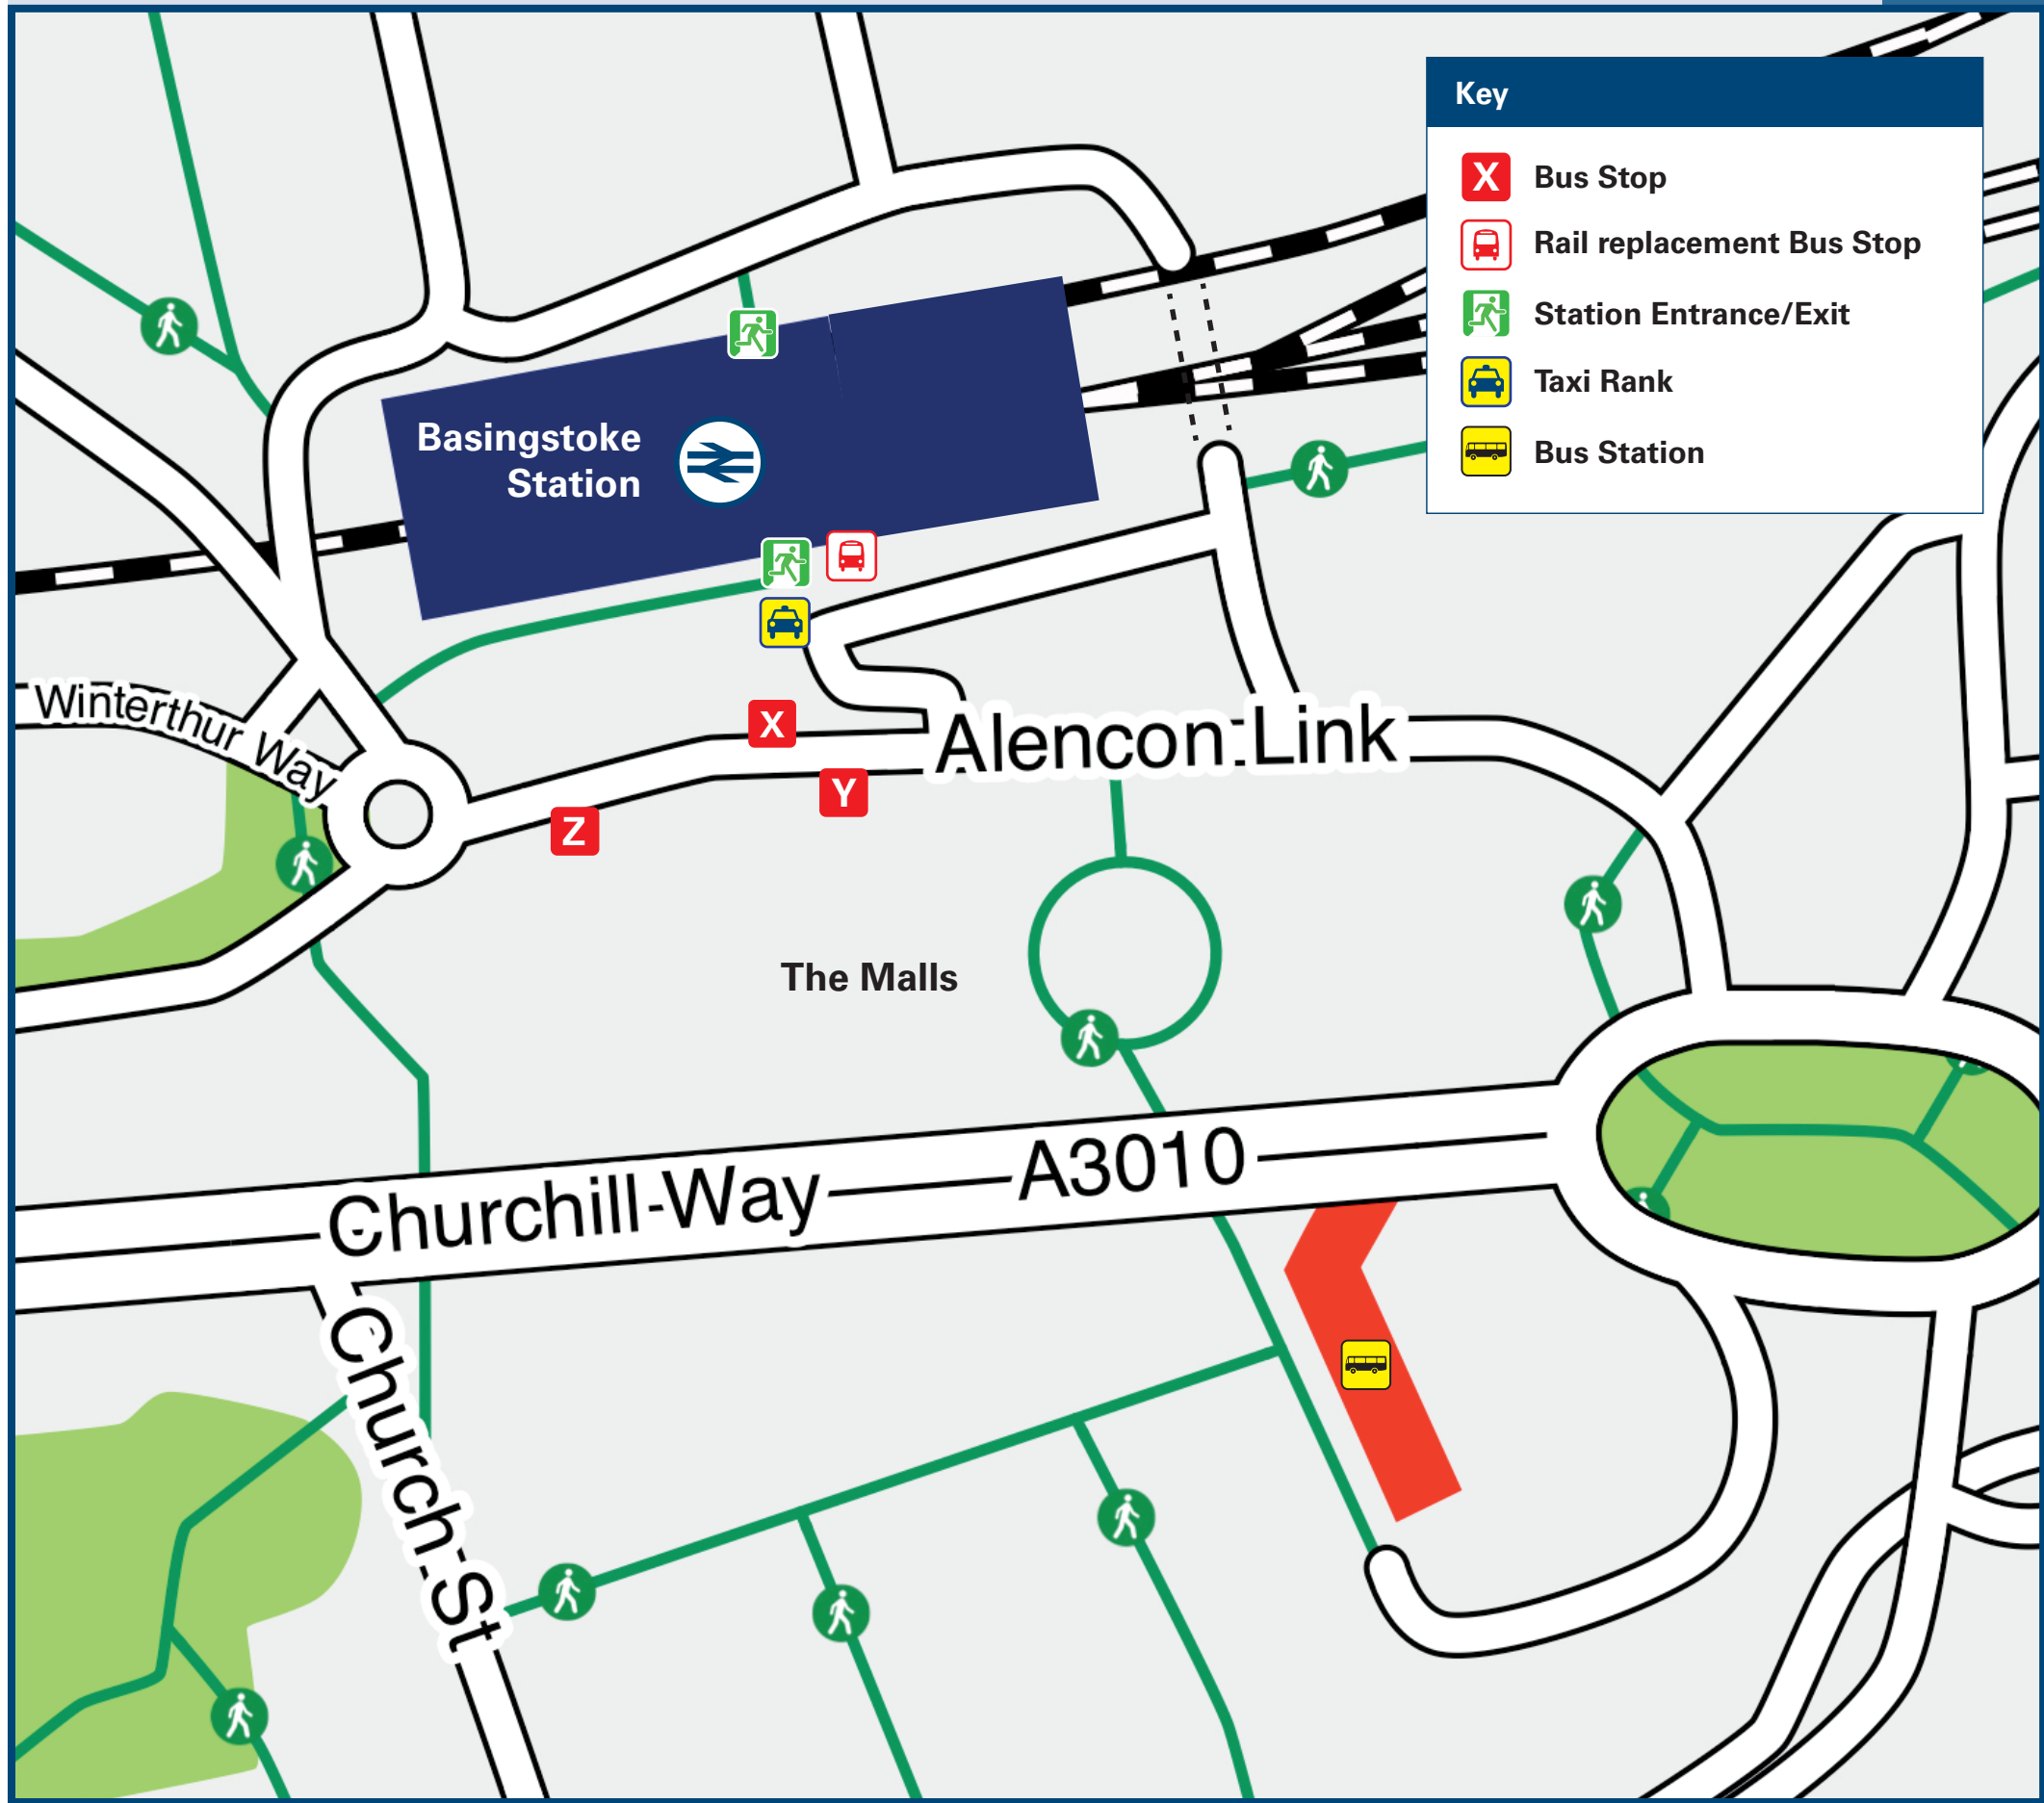 Key
X
Bus Stop
Rail replacement Bus Stop
Station Entrance/Exit
Taxi Rank
Bus Station
Basingstoke
Station
Winterthur Way
X
Alencon Link
Y
Z
The Malls
A3010
Churchill Way
Church St